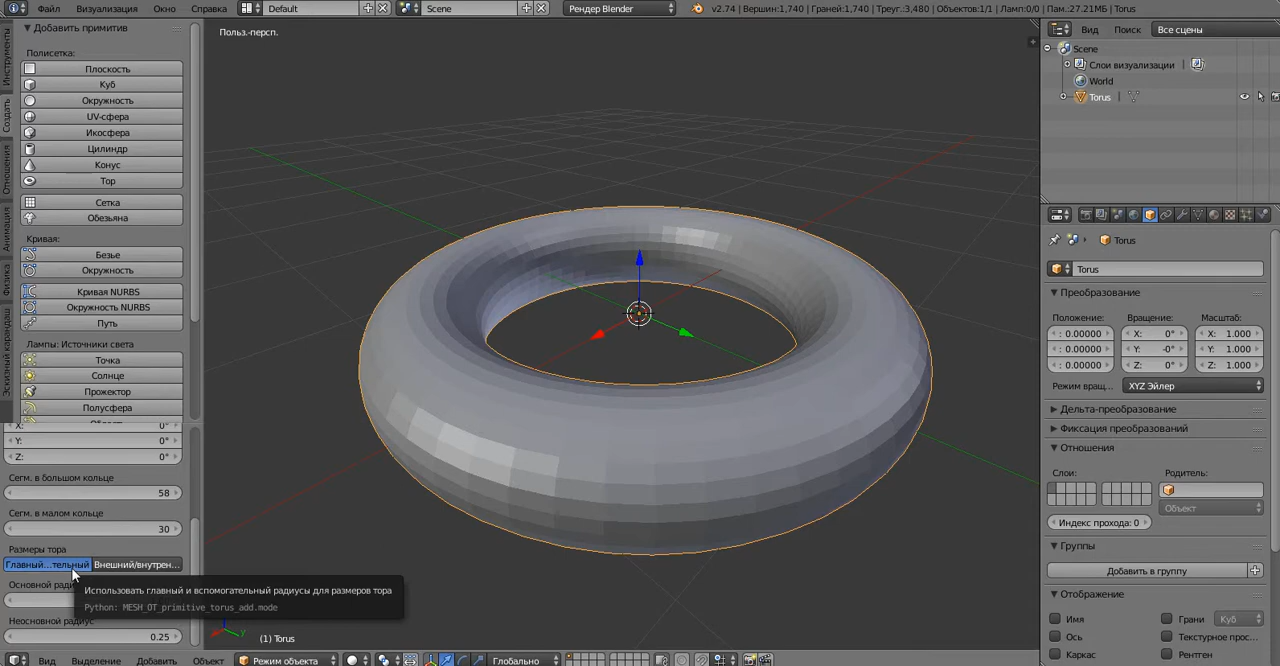 Файл Визуализация Окно Справка Default Scene Рендер Blender v2.74 | Вершин:1,740 | Граней:1,740 | Треуг.:3,480 | Объектов:1/1 | Ламп:0/0 | Пам.:27.21МБ | Torus
Инструменты
Создать
Отношения
Анимация
Физика
Эскизный карандаш
Добавить примитив
Полисетка:
Плоскость
Куб
Окружность
UV-сфера
Икосфера
Цилиндр
Конус
Тор
Сетка
Обезьяна
Кривая:
Безье
Окружность
Кривая NURBS
Окружность NURBS
Путь
Лампы: Источники света
Точка
Солнце
Прожектор
Полусфера
X: 0°
Y: 0°
Z: 0°
Сегм. в большом кольце
58
Сегм. в малом кольце
30
Размеры тора
Главный...тельный Внешний/внутрен...
Основной ради
Неосновной радиус
0.25
Использовать главный и вспомогательный радиусы для размеров тора
Python: MESH_OT_primitive_torus_add.mode
Польз.-персп.
(1) Torus
Вид Выделение Добавить Объект Режим объекта Глобально
Вид Поиск Все сцены
Scene
Слои визуализации |
World
Torus |
Torus
Torus
Преобразование
Положение: Вращение: Масштаб:
: 0.00000 X: 0° X: 1.000
: 0.00000 Y: -0° Y: 1.000
: 0.00000 Z: 0° Z: 1.000
Режим вращ... XYZ Эйлер
Дельта-преобразование
Фиксация преобразований
Отношения
Слои: Родитель:
Объект
Индекс прохода: 0
Группы
Добавить в группу
Отображение
Имя Грани Куб
Ось Текстурное прос...
Каркас Рентген